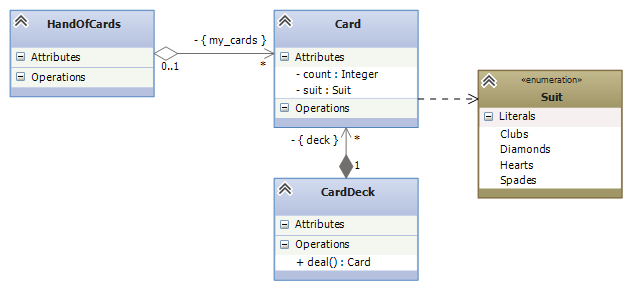 HandOfCards
Attributes
Operations
- { my_cards }
0..1
*
Card
Attributes
- count : Integer
- suit : Suit
Operations
«enumeration»
Suit
Literals
Clubs
Diamonds
Hearts
Spades
- { deck }
*
1
CardDeck
Attributes
Operations
+ deal() : Card